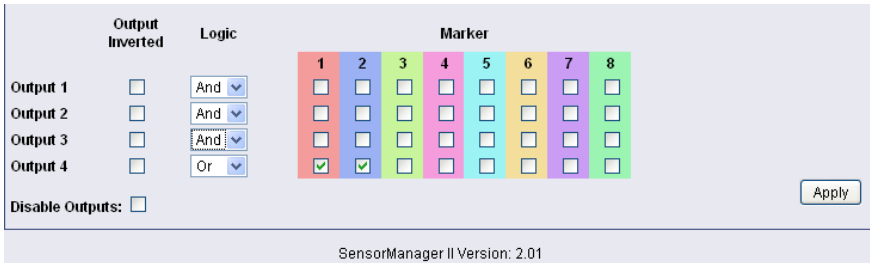 Output Inverted Logic Marker
1 2 3 4 5 6 7 8
Output 1 And
Output 2 And
Output 3 And
Output 4 Or
Disable Outputs:
Apply
SensorManager II Version: 2.01